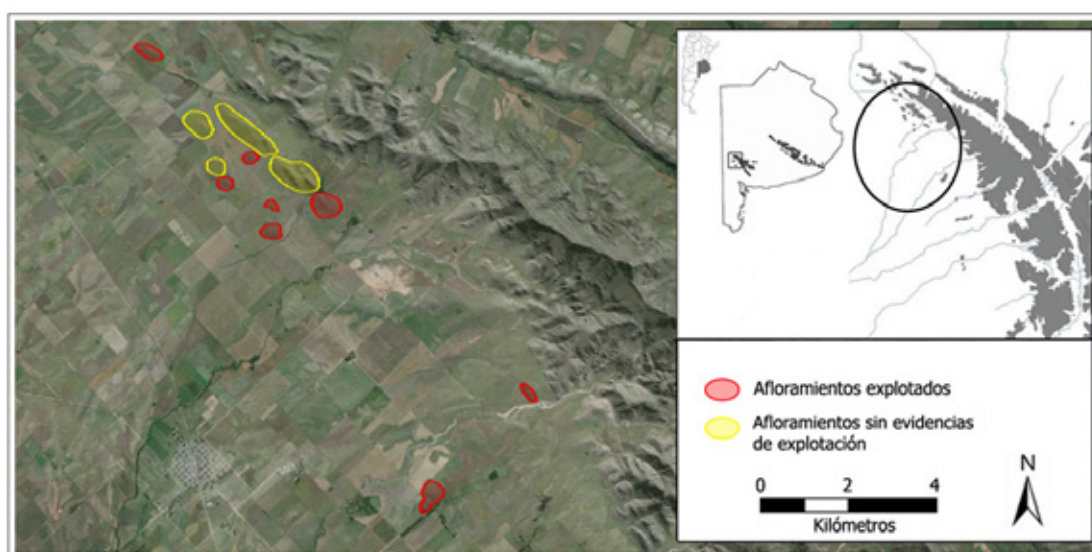 Afloramientos explotados
Afloramientos sin evidencias
de explotación
N
0 2 4
Kilómetros